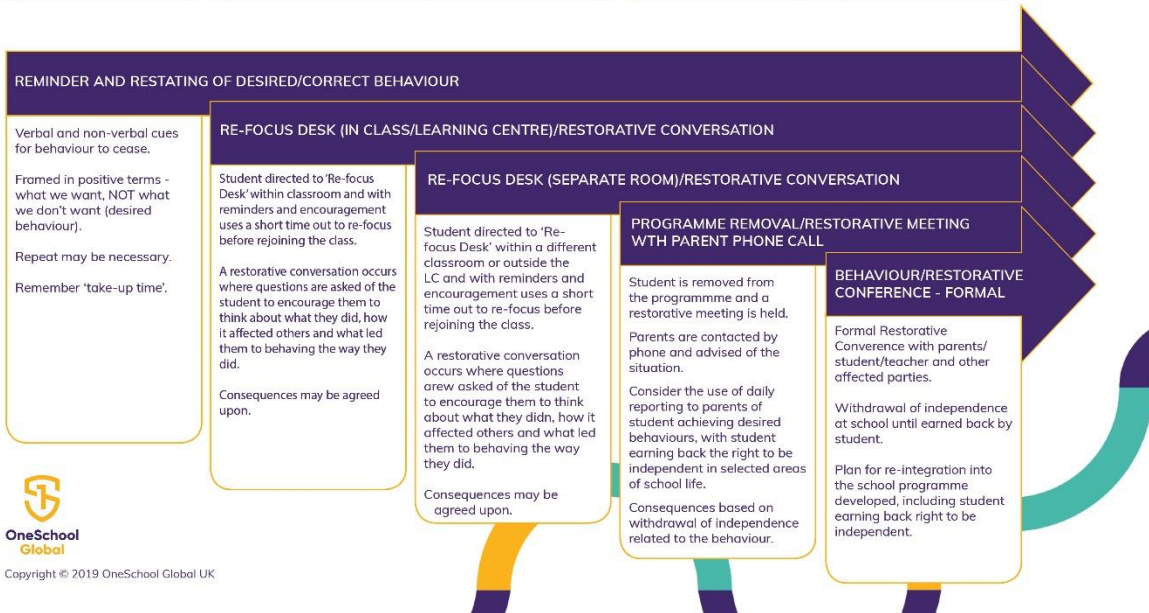 REMINDER AND RESTATING OF DESIRED/CORRECT BEHAVIOUR
Verbal and non-verbal cues
for behaviour to cease.
Framed in positive terms -
what we want, NOT what
we don't want (desired
behaviour).
Repeat may be necessary.
Remember 'take-up time'.
RE-FOCUS DESK (IN CLASS/LEARNING CENTRE)/RESTORATIVE CONVERSATION
Student directed to 'Re-focus
Desk' within classroom and with
reminders and encouragement
uses a short time out to re-focus
before rejoining the class.
A restorative conversation occurs
where questions are asked of the
student to encourage them to
think about what they did, how
it affected others and what led
them to behaving the way they
did.
Consequences may be agreed
upon.
RE-FOCUS DESK (SEPARATE ROOM)/RESTORATIVE CONVERSATION
Student directed to 'Re-
focus Desk' within a different
classroom or outside the
LC and with reminders and
encouragement uses a short
time out to re-focus before
rejoining the class.
A restorative conversation
occurs where questions
arew asked of the student
to encourage them to think
about what they didn, how it
affected others and what led
them to behaving the way
they did.
Consequences may be
agreed upon.
PROGRAMME REMOVAL/RESTORATIVE MEETING
WTH PARENT PHONE CALL
Student is removed from
the programmme and a
restorative meeting is held.
Parents are contacted by
phone and advised of the
situation.
Consider the use of daily
reporting to parents of
student achieving desired
behaviours, with student
earning back the right to be
independent in selected areas
of school life.
Consequences based on
withdrawal of independence
related to the behaviour.
BEHAVIOUR/RESTORATIVE
CONFERENCE - FORMAL
Formal Restorative
Converence with parents/
student/teacher and other
affected parties.
Withdrawal of independence
at school until earned back by
student.
Plan for re-integration into
the school programme
developed, including student
earning back right to be
independent.
OneSchool
Global
Copyright © 2019 OneSchool Global UK